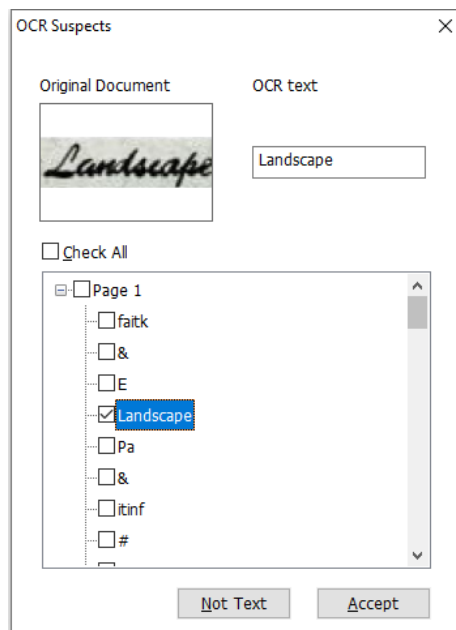 OCR Suspects
Original Document OCR text
Landscape Landscape
Check All
Page 1
faitk
&
E
Landscape
Pa
&
itinf
#
Not Text Accept